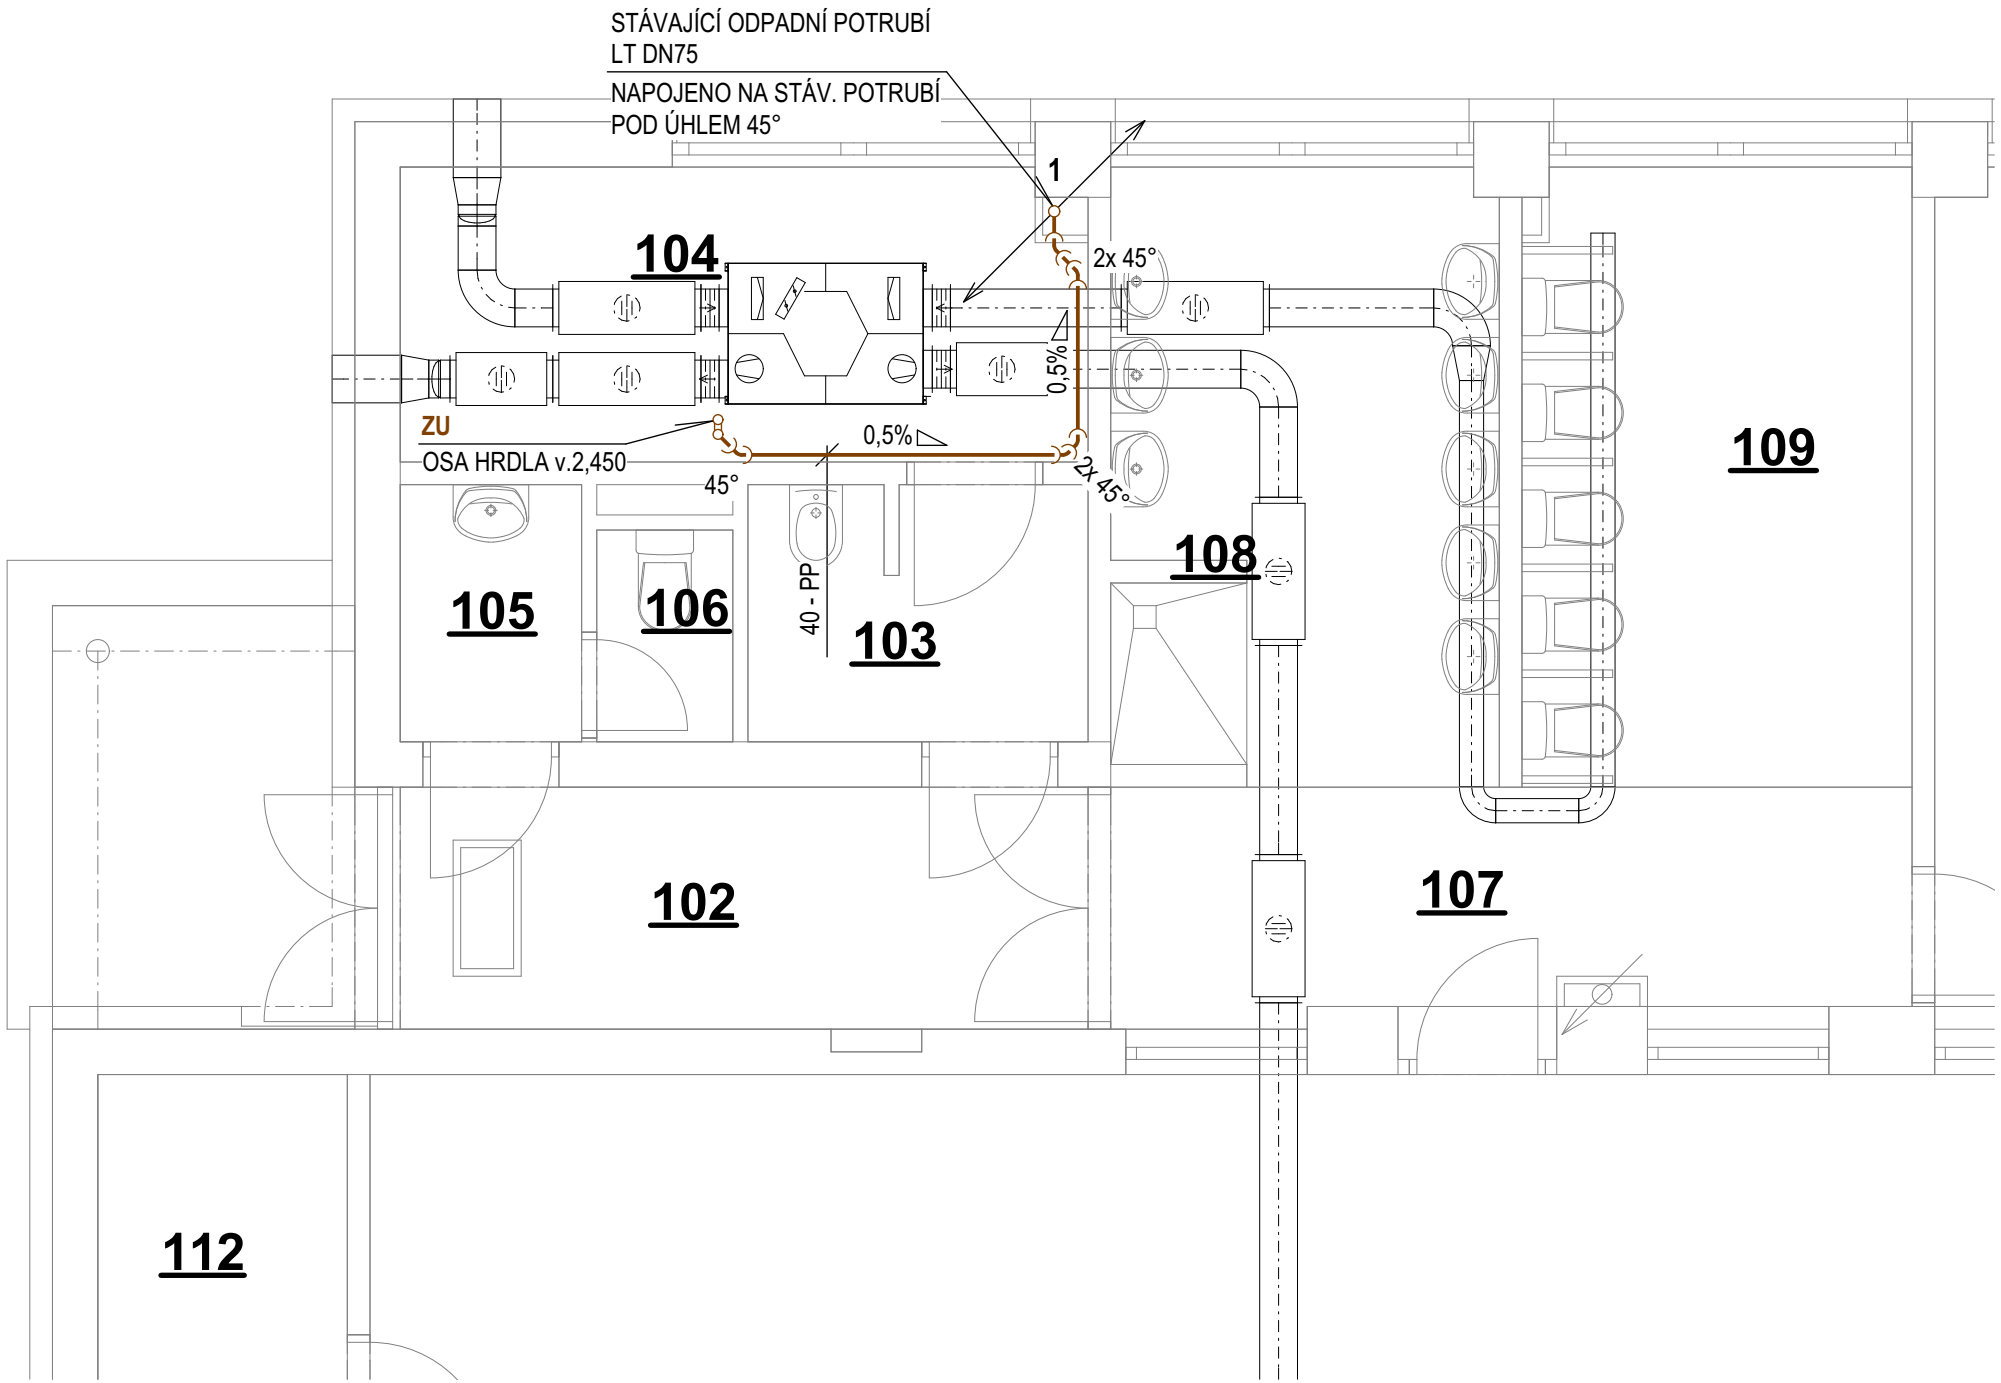 STÁVAJÍCÍ ODPADNÍ POTRUBÍ
LT DN75
NAPOJENO NA STÁV. POTRUBÍ
POD ÚHLEM 45°
1
104
2x 45°
0,5%
ZU
OSA HRDLA v.2,450
0,5%
45°
2x 45°
109
108
105
106
40 - PP
103
102
107
112